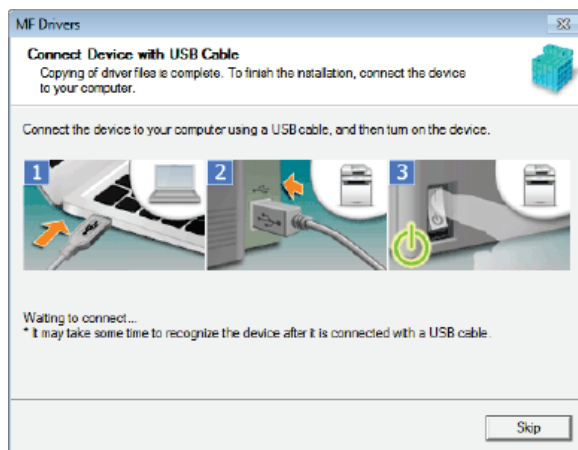 MF Drivers
Connect Device with USB Cable
Copying of driver files is complete. To finish the installation, connect the device
to your computer.
Connect the device to your computer using a USB cable, and then turn on the device.
1
2
3
Waiting to connect...
* It may take some time to recognize the device after it is connected with a USB cable.
Skip